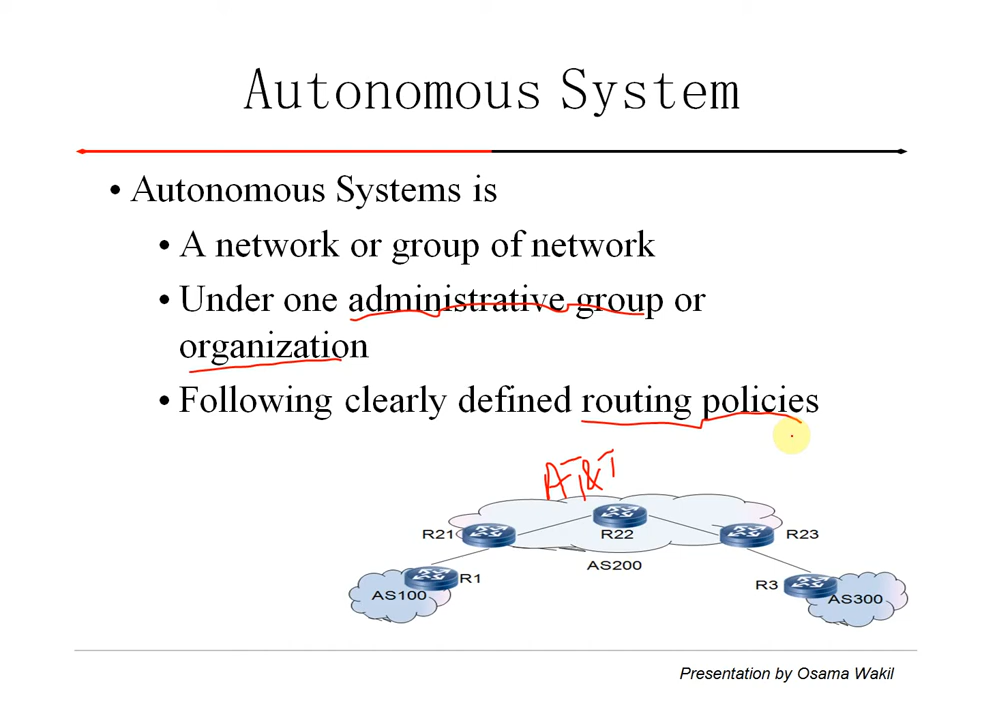 Autonomous System
• Autonomous Systems is
• A network or group of network
• Under one administrative group or
organization
• Following clearly defined routing policies
AT&T
R21
R22
R23
AS200
R1
AS100
R3
AS300
Presentation by Osama Wakil